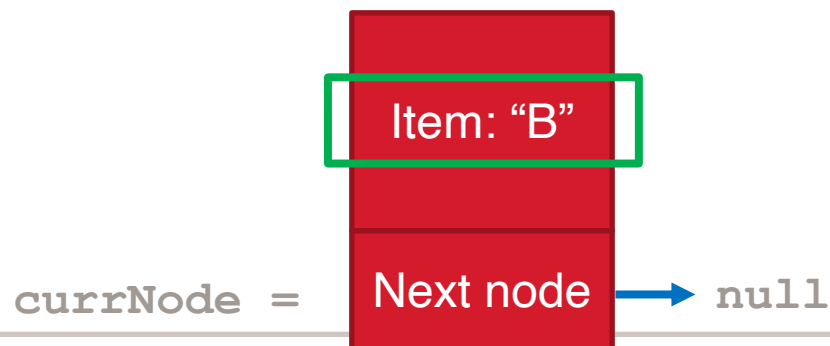 Item: “B”
currNode = Next node null